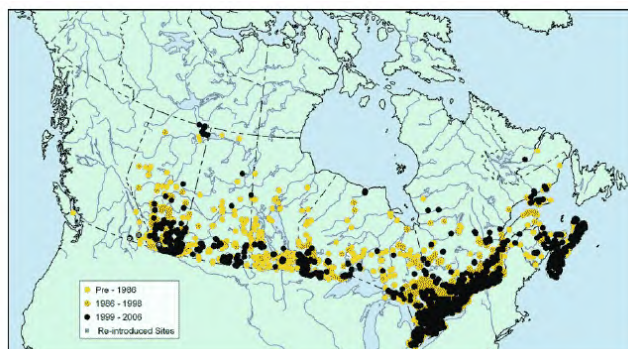 Pre - 1986
1986 - 1998
1999 - 2006
Re-introduced Sites